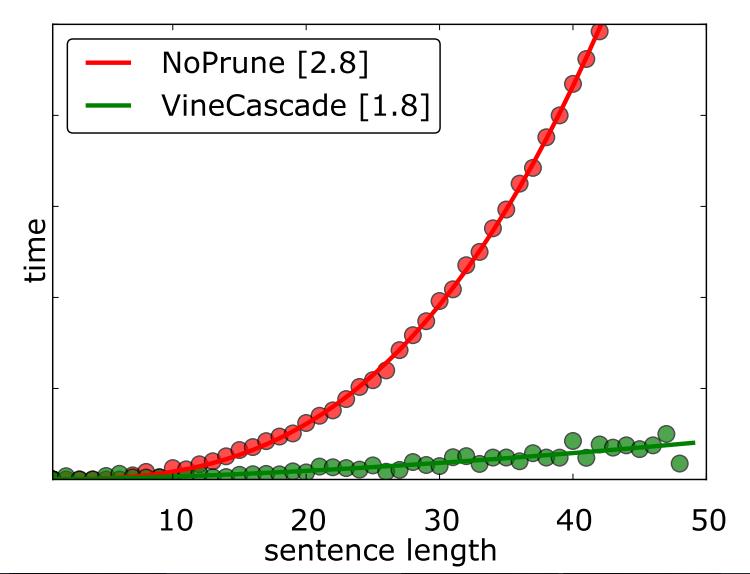 NoPrune [2.8]
VineCascade [1.8]
time
10 20 30 40 50
sentence length